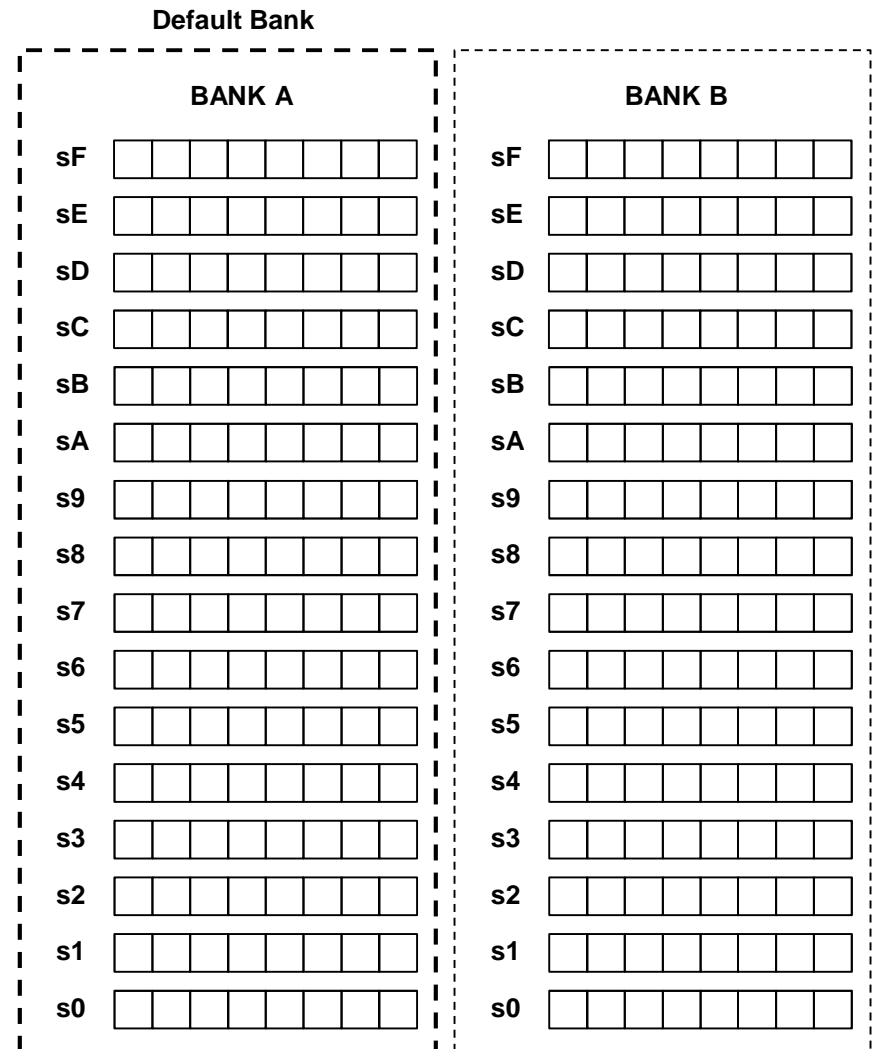 Default Bank
BANK A BANK B
sF sF
sE sE
sD sD
sC sC
sB sB
sA sA
s9 s9
s8 s8
s7 s7
s6 s6
s5 s5
s4 s4
s3 s3
s2 s2
s1 s1
s0 s0